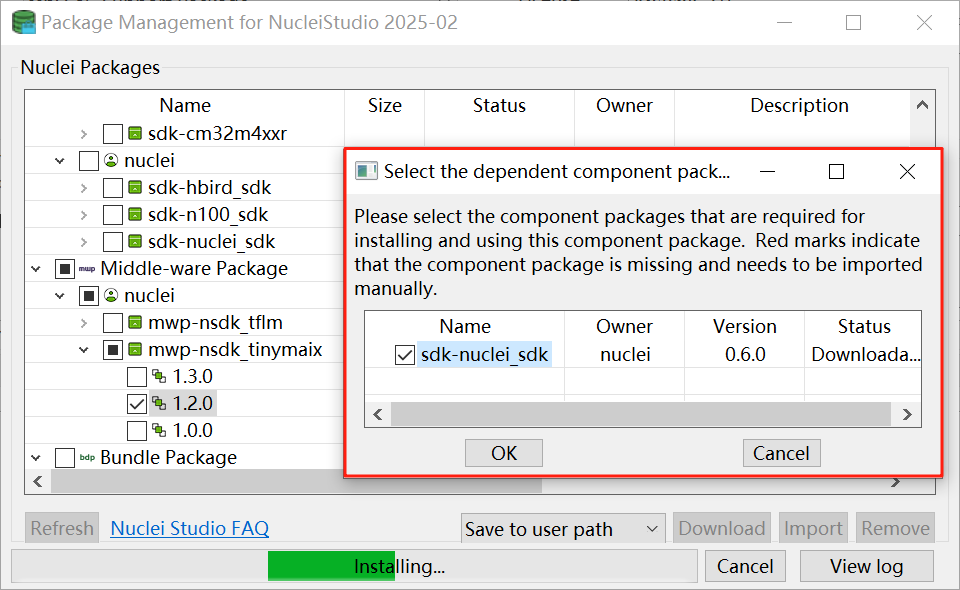 Package Management for NucleiStudio 2025-02
Nuclei Packages
Name Size Status Owner Description
sdk-cm32m4xxr
nuclei
sdk-hbird_sdk
sdk-n100_sdk
sdk-nuclei_sdk
mwp Middle-ware Package
nuclei
mwp-nsdk_tflm
mwp-nsdk_tinymaix
1.3.0
1.2.0
1.0.0
bdp Bundle Package
Select the dependent component pack...
Please select the component packages that are required for
installing and using this component package. Red marks indicate
that the component package is missing and needs to be imported
manually.
Name Owner Version Status
sdk-nuclei_sdk nuclei 0.6.0 Downloada...
OK Cancel
Refresh Nuclei Studio FAQ Save to user path Download Import Remove
Installing... Cancel View log